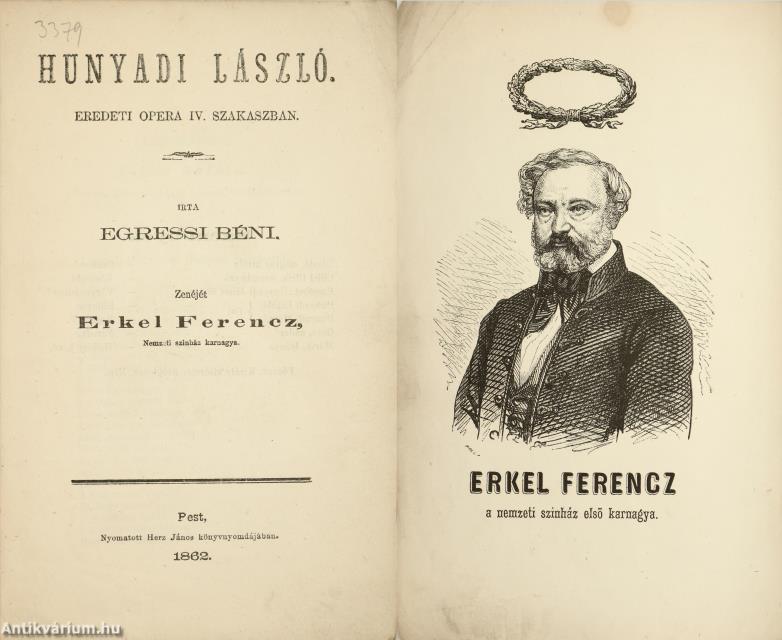 3379
HUNYADI LÁSZLÓ.
EREDETI OPERA IV. SZAKASZBAN.
IRTA
EGRESSI BÉNI.
Zenéjét
Erkel Ferencz,
Nemzeti szinház karnagya.
Pest,
Nyomatott Herz János könyvnyomdájában.
1862.
ERKEL FERENCZ
a nemzeti szinház első karnagya.
Antikvárium.hu